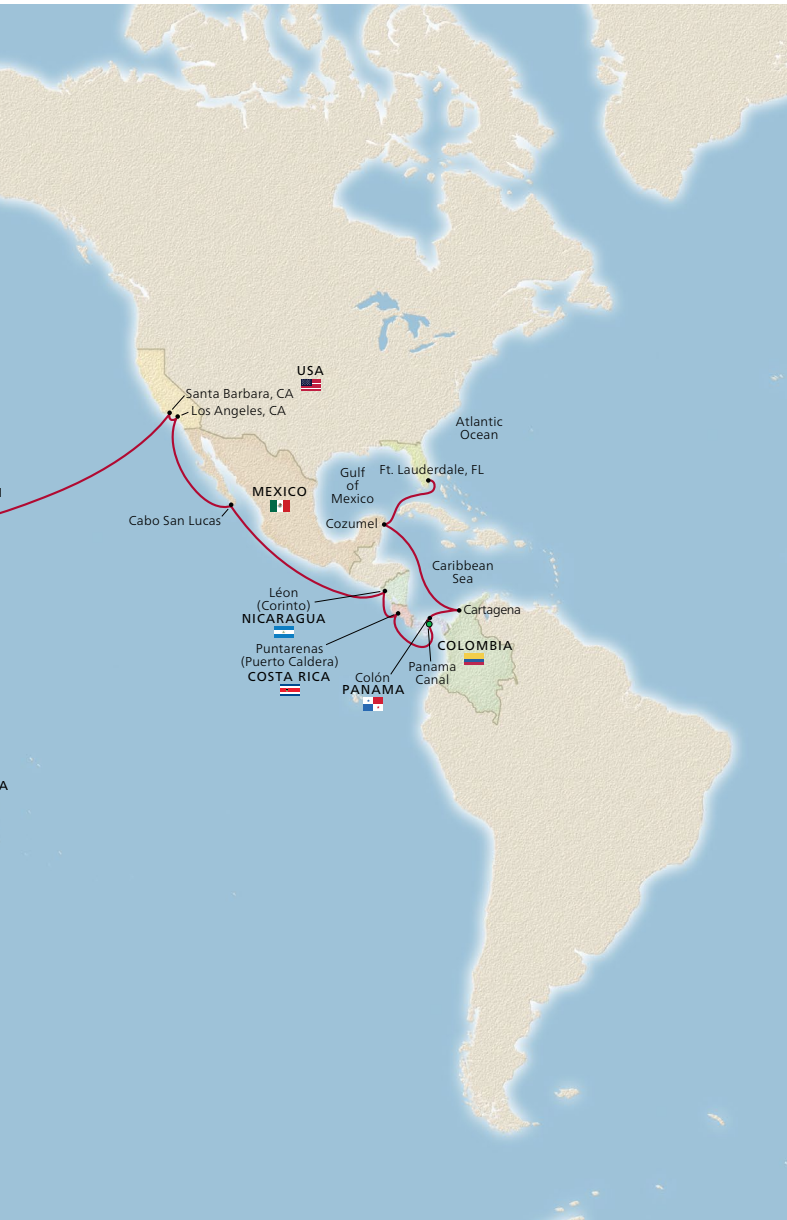 USA
Santa Barbara, CA
Los Angeles, CA
Atlantic
Ocean
Ft. Lauderdale, FL
Gulf
of
Mexico
MEXICO
Cabo San Lucas
Cozumel
Caribbean
Sea
Léon
(Corinto)
NICARAGUA
Cartagena
COLOMBIA
Puntarenas
(Puerto Caldera)
COSTA RICA
Panama
Canal
Colón
PANAMA
A